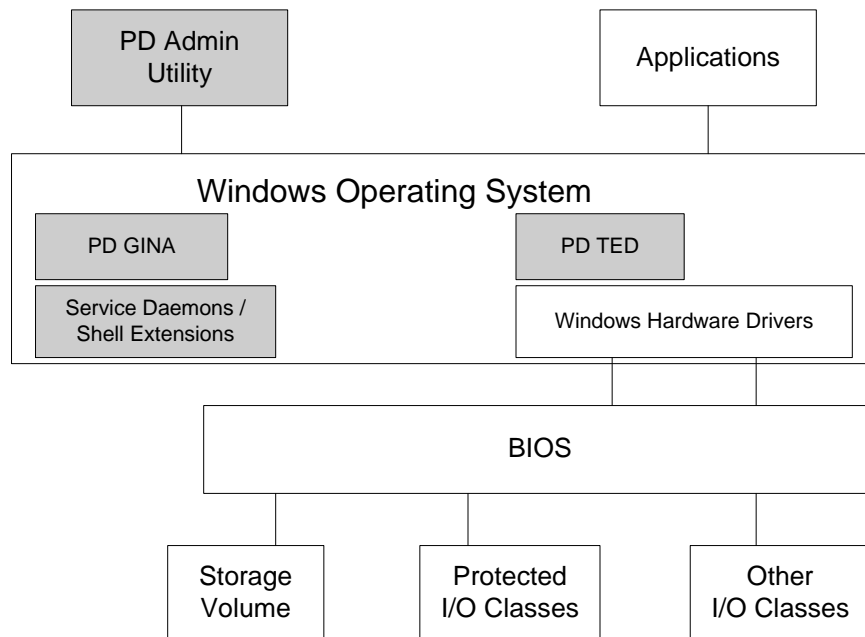 PD Admin
Utility
Applications
Windows Operating System
PD GINA
PD TED
Service Daemons /
Shell Extensions
Windows Hardware Drivers
BIOS
Storage
Volume
Protected
I/O Classes
Other
I/O Classes